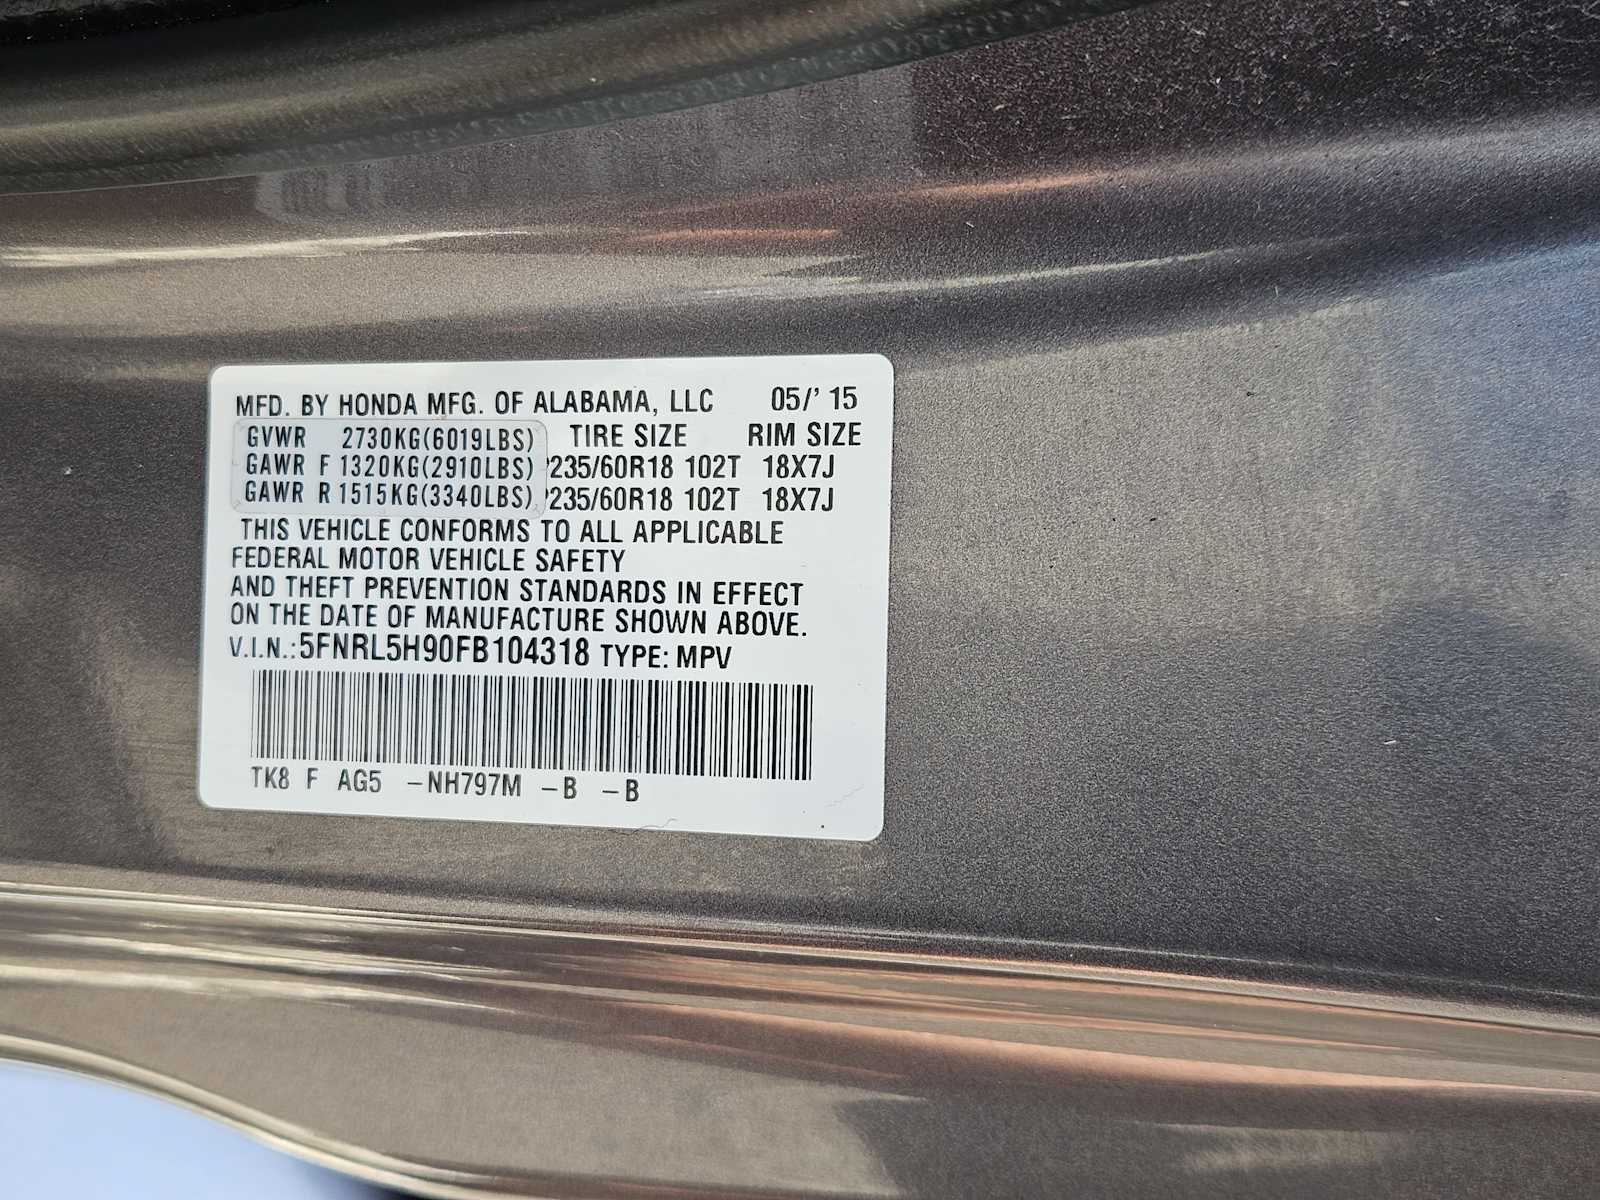 MFD. BY HONDA MFG. OF ALABAMA, LLC 05/' 15
GVWR 2730KG(6019LBS) TIRE SIZE RIM SIZE
GAWR F 1320KG(2910LBS) P235/60R18 102T 18X7J
GAWR R 1515KG(3340LBS) P235/60R18 102T 18X7J
THIS VEHICLE CONFORMS TO ALL APPLICABLE
FEDERAL MOTOR VEHICLE SAFETY
AND THEFT PREVENTION STANDARDS IN EFFECT
ON THE DATE OF MANUFACTURE SHOWN ABOVE.
V.I.N.: 5FNRL5H90FB104318 TYPE: MPV
TK8 F AG5 –NH797M –B –B